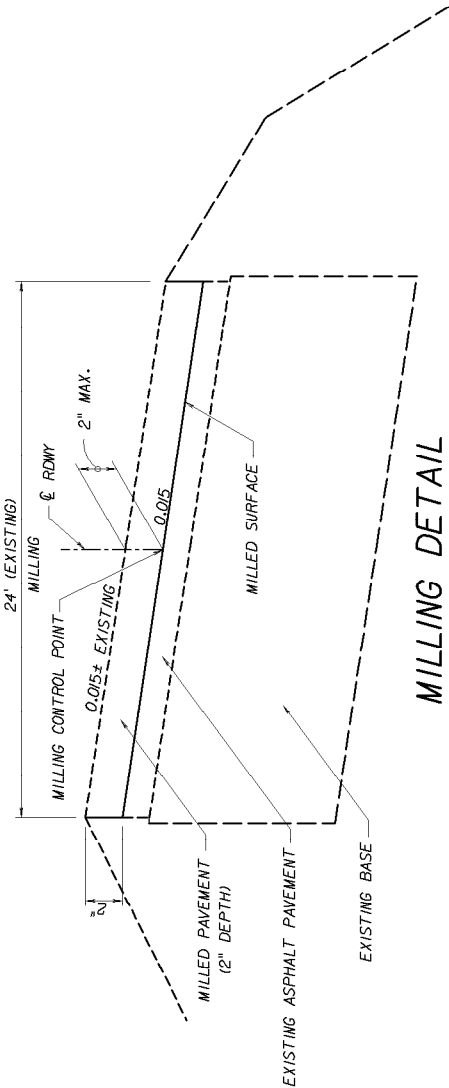 24' (EXISTING)
MILLING
℄ RDWY
2" MAX.
MILLING CONTROL POINT
0.015± EXISTING
0.015
2"
MILLED SURFACE
MILLED PAVEMENT
(2" DEPTH)
EXISTING ASPHALT PAVEMENT
EXISTING BASE
MILLING DETAIL